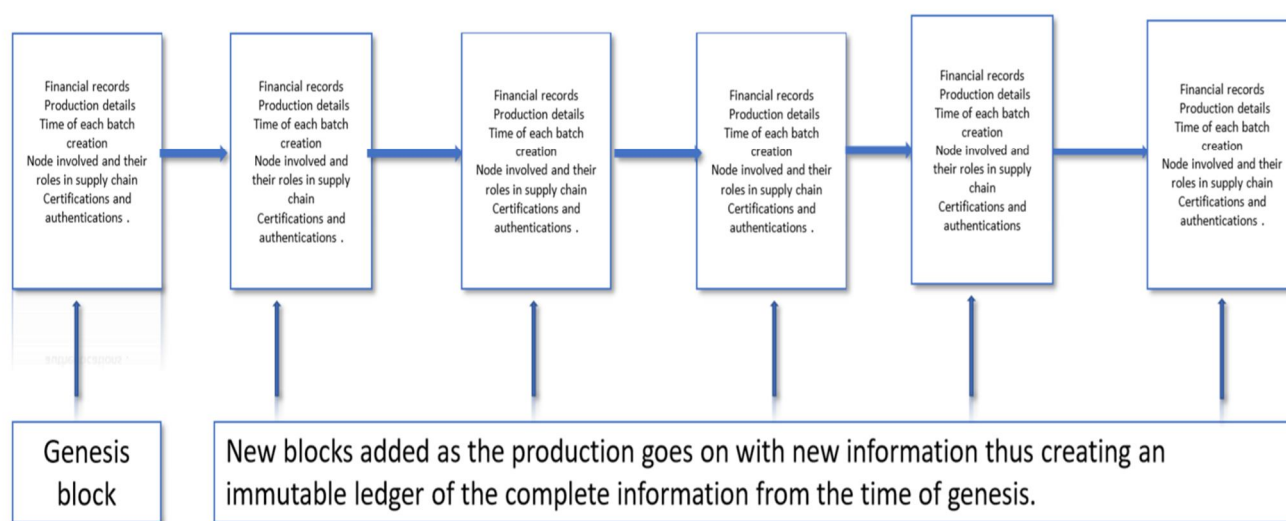 Financial records
Production details
Time of each batch
creation
Node involved and their
roles in supply chain
Certifications and
authentications .
Financial records
Production details
Time of each batch
creation
Node involved and
their roles in supply
chain
Certifications and
authentications .
Financial records
Production details
Time of each batch
creation
Node involved and their
roles in supply chain
Certifications and
authentications .
Financial records
Production details
Time of each batch
creation
Node involved and their
roles in supply chain
Certifications and
authentications .
Financial records
Production details
Time of each batch
creation
Node involved and
their roles in supply
chain
Certifications and
authentications
Financial records
Production details
Time of each batch
creation
Node involved and their
roles in supply chain
Certifications and
authentications .
Genesis
block
New blocks added as the production goes on with new information thus creating an
immutable ledger of the complete information from the time of genesis.